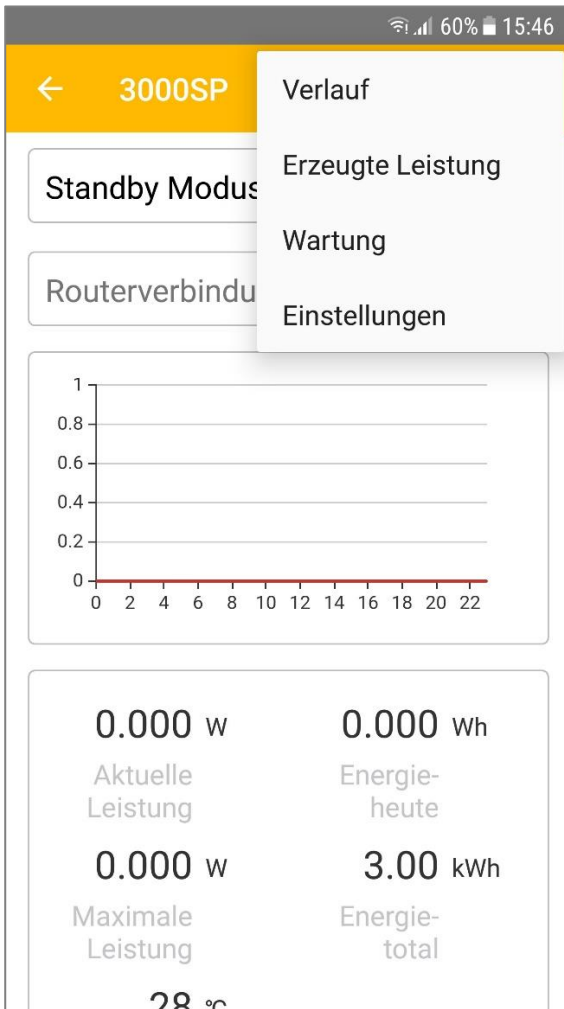 60% 15:46
3000SP
Verlauf
Erzeugte Leistung
Wartung
Einstellungen
Standby Modus
Routerverbindu
1
0.8
0.6
0.4
0.2
0
0 2 4 6 8 10 12 14 16 18 20 22
0.000 W 0.000 Wh
Aktuelle Energie-
Leistung heute
0.000 W 3.00 kWh
Maximale Energie-
Leistung total
28 °C